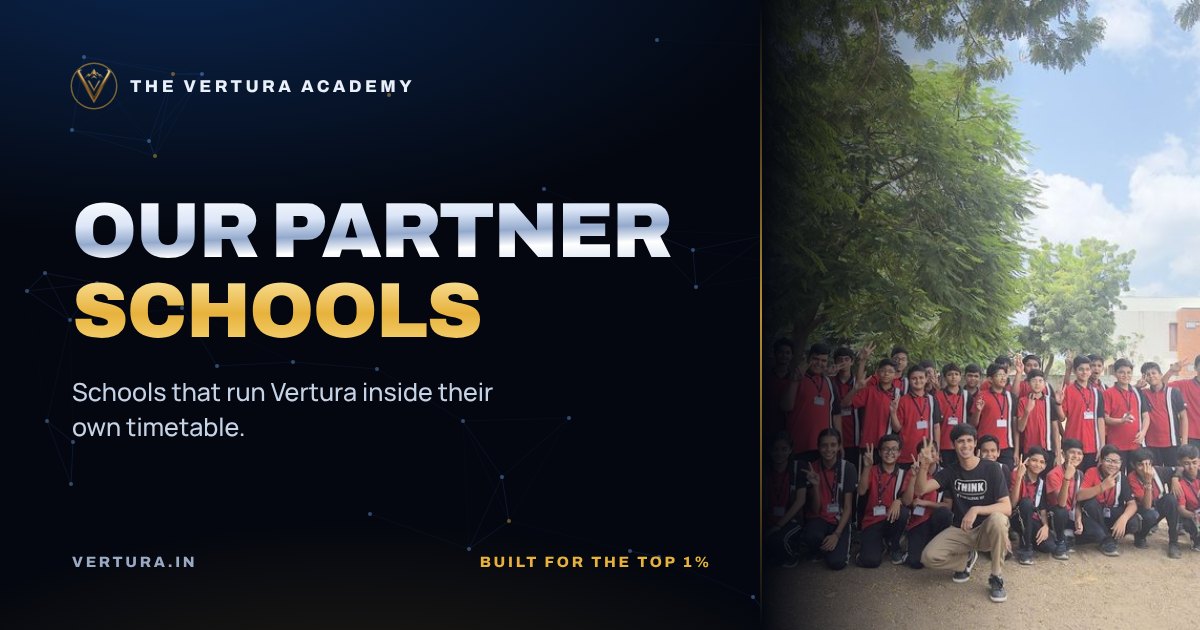 THE VERTURA ACADEMY
OUR PARTNER
SCHOOLS
Schools that run Vertura inside their
own timetable.
VERTURA.IN
BUILT FOR THE TOP 1%
THINK